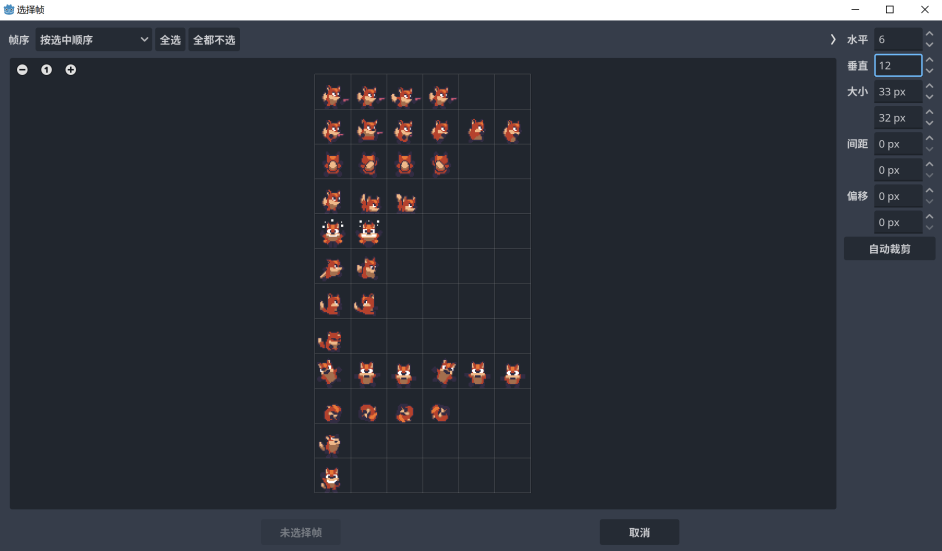 选择帧
帧序 按选中顺序 全选 全都不选
水平 6
垂直 12
大小 33 px
32 px
间距 0 px
0 px
偏移 0 px
0 px
自动裁剪
1
未选择帧 取消